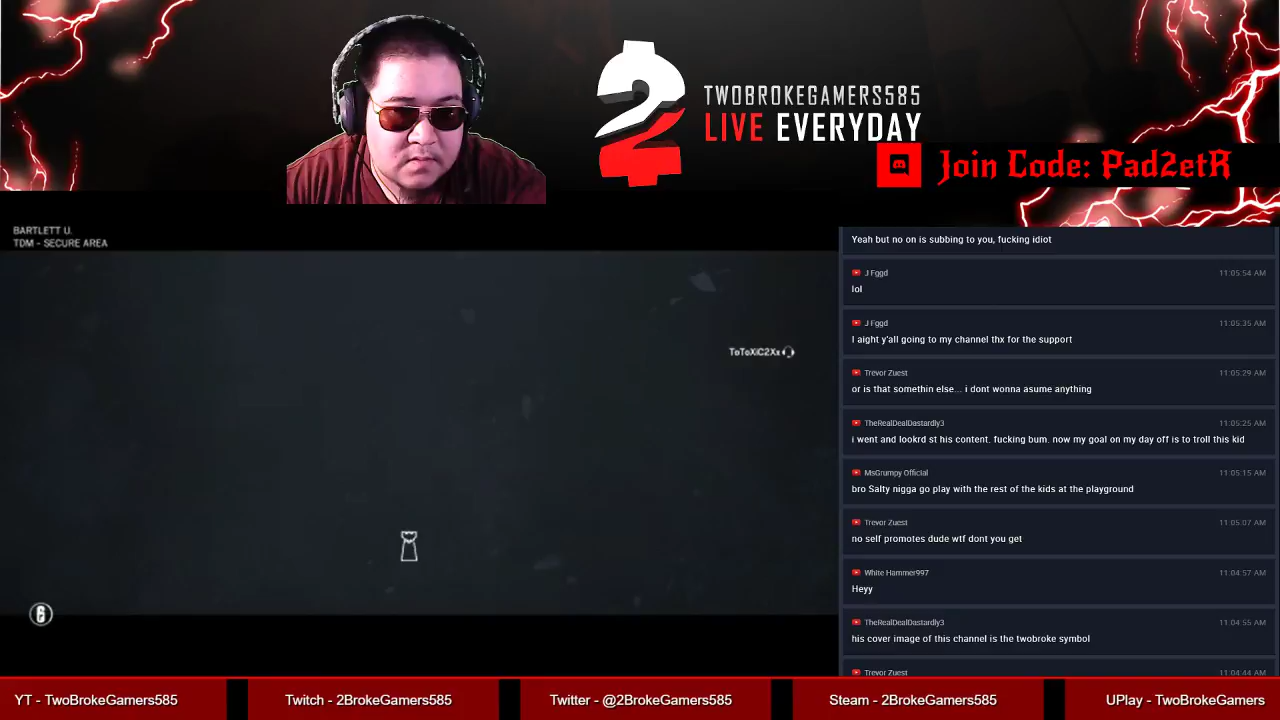 TWOBROKEGAMERS585
LIVE EVERYDAY
Join Code: Pad2etR
BARTLETT U.
TDM - SECURE AREA
ToToXiC2Xx
Yeah but no on is subbing to you, fucking idiot
J Fggd 11:05:54 AM
lol
J Fggd 11:05:35 AM
I aight y'all going to my channel thx for the support
Trevor Zuest 11:05:29 AM
or is that somethin else... i dont wonna asume anything
TheRealDealDastardly3 11:05:25 AM
i went and lookrd st his content. fucking bum. now my goal on my day off is to troll this kid
MsGrumpy Official 11:05:15 AM
bro Salty nigga go play with the rest of the kids at the playground
Trevor Zuest 11:05:07 AM
no self promotes dude wtf dont you get
White Hammer997 11:04:57 AM
Heyy
TheRealDealDastardly3 11:04:55 AM
his cover image of this channel is the twobroke symbol
Trevor Zuest 11:04:44 AM
YT - TwoBrokeGamers585
Twitch - 2BrokeGamers585
Twitter - @2BrokeGamers585
Steam - 2BrokeGamers585
UPlay - TwoBrokeGamers